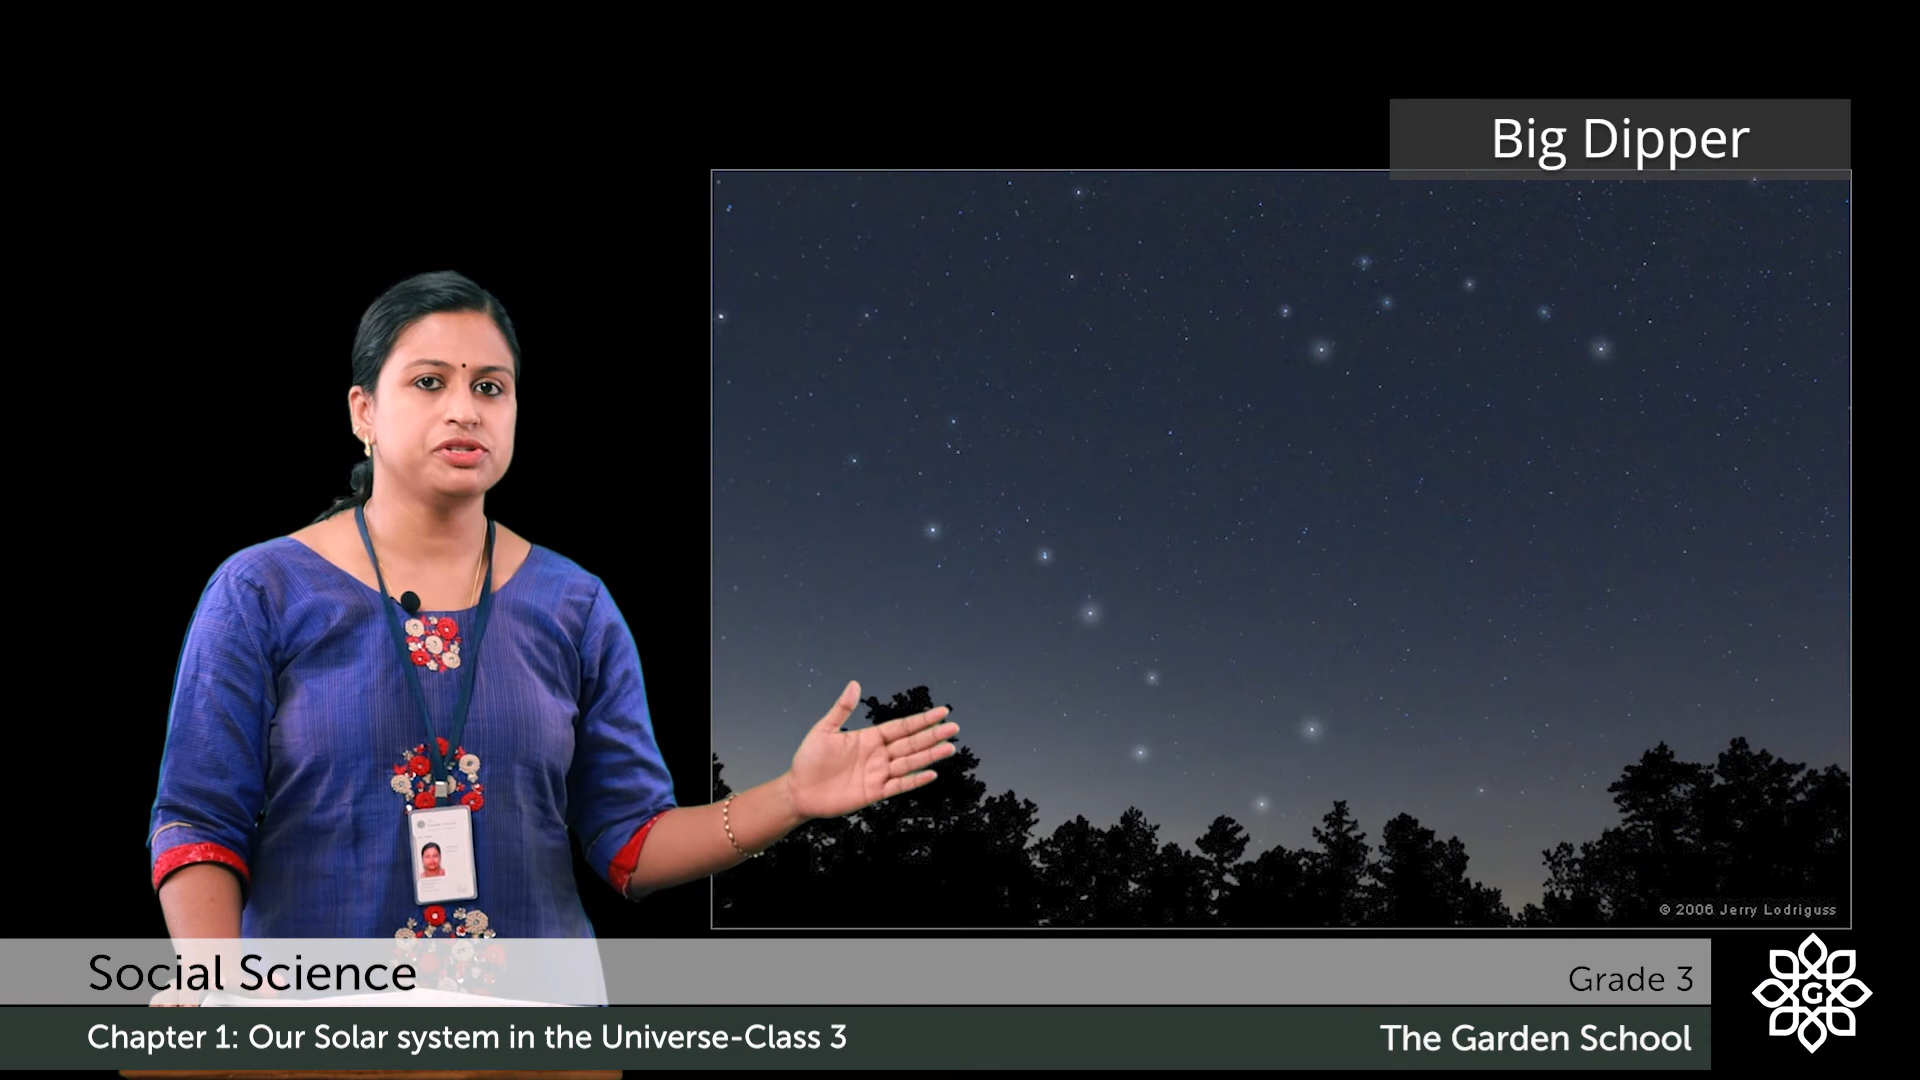 Big Dipper
© 2006 Jerry Lodriguss
Social Science
Grade 3
Chapter 1: Our Solar system in the Universe-Class 3
The Garden School
G